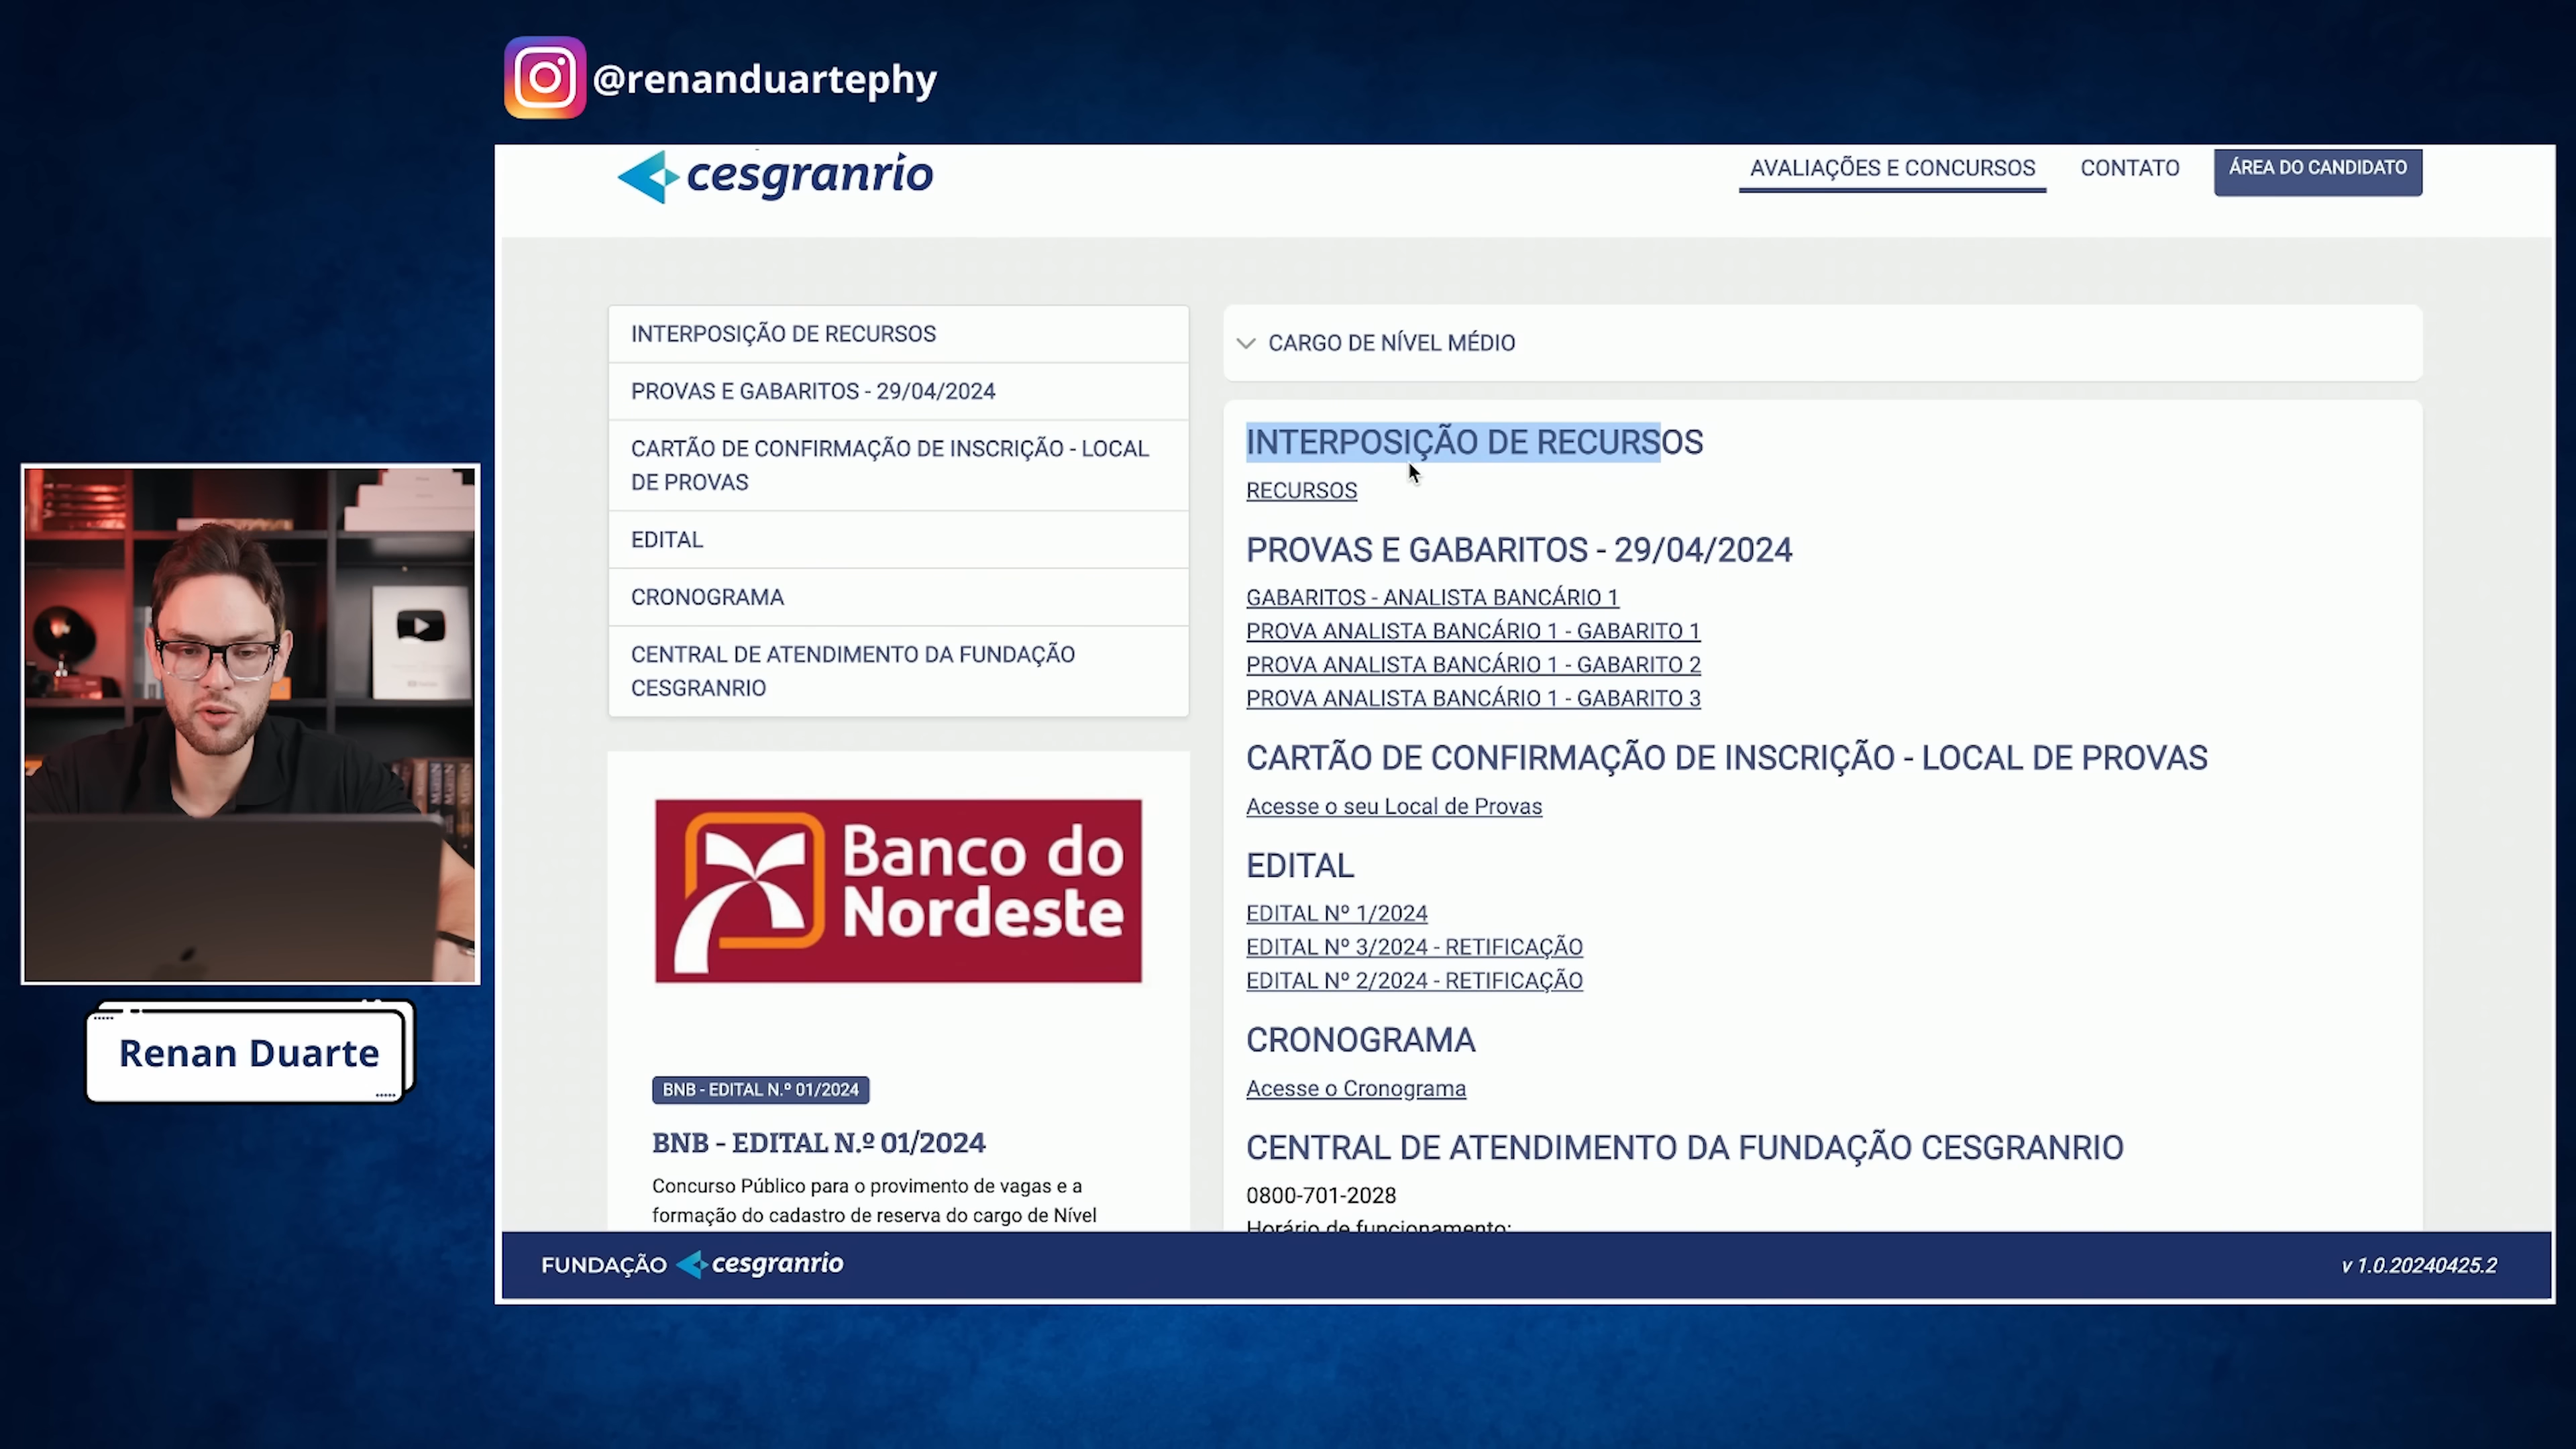 @renanduartephy
cesgranrio
AVALIAÇÕES E CONCURSOS
CONTATO
ÁREA DO CANDIDATO
INTERPOSIÇÃO DE RECURSOS
PROVAS E GABARITOS - 29/04/2024
CARTÃO DE CONFIRMAÇÃO DE INSCRIÇÃO - LOCAL
DE PROVAS
EDITAL
CRONOGRAMA
CENTRAL DE ATENDIMENTO DA FUNDAÇÃO
CESGRANRIO
Banco do
Nordeste
BNB - EDITAL N.º 01/2024
BNB - EDITAL N.º 01/2024
Concurso Público para o provimento de vagas e a
formação do cadastro de reserva do cargo de Nível
CARGO DE NÍVEL MÉDIO
INTERPOSIÇÃO DE RECURSOS
RECURSOS
PROVAS E GABARITOS - 29/04/2024
GABARITOS - ANALISTA BANCÁRIO 1
PROVA ANALISTA BANCÁRIO 1 - GABARITO 1
PROVA ANALISTA BANCÁRIO 1 - GABARITO 2
PROVA ANALISTA BANCÁRIO 1 - GABARITO 3
CARTÃO DE CONFIRMAÇÃO DE INSCRIÇÃO - LOCAL DE PROVAS
Acesse o seu Local de Provas
EDITAL
EDITAL Nº 1/2024
EDITAL Nº 3/2024 - RETIFICAÇÃO
EDITAL Nº 2/2024 - RETIFICAÇÃO
CRONOGRAMA
Acesse o Cronograma
CENTRAL DE ATENDIMENTO DA FUNDAÇÃO CESGRANRIO
0800-701-2028
Horário de funcionamento:
FUNDAÇÃO cesgranrio
v 1.0.20240425.2
Renan Duarte